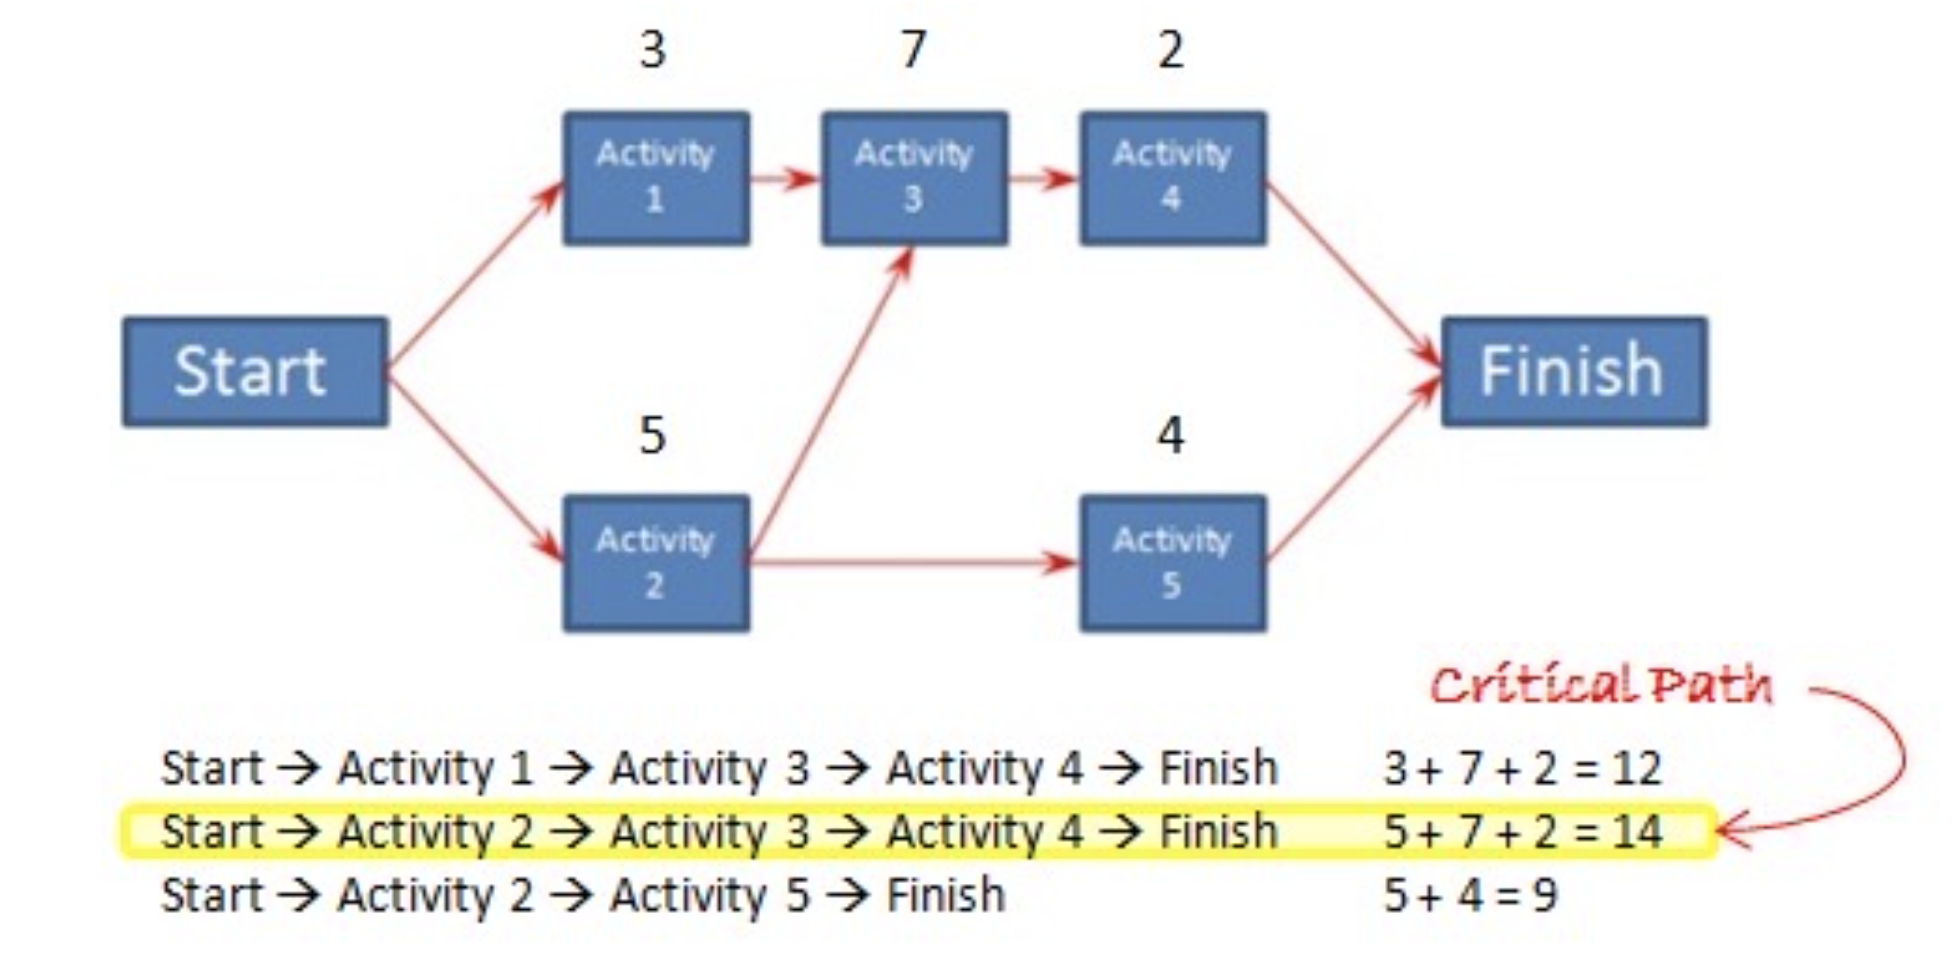 3 7 2
Activity Activity Activity
1 3 4
Start Finish
5 4
Activity Activity
2 5
Critical Path
Start → Activity 1 → Activity 3 → Activity 4 → Finish 3 + 7 + 2 = 12
Start → Activity 2 → Activity 3 → Activity 4 → Finish 5 + 7 + 2 = 14
Start → Activity 2 → Activity 5 → Finish 5 + 4 = 9